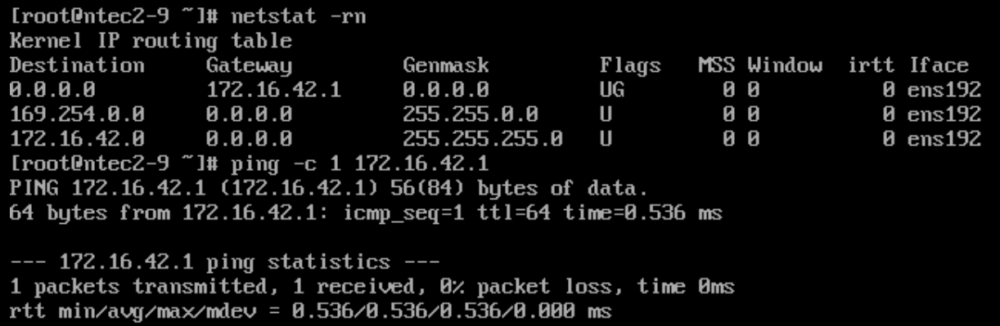 [root@ntec2-9 ~]# netstat -rn
Kernel IP routing table
Destination     Gateway         Genmask         Flags   MSS Window  irtt Iface
0.0.0.0         172.16.42.1     0.0.0.0         UG        0 0          0 ens192
169.254.0.0     0.0.0.0         255.255.0.0     U         0 0          0 ens192
172.16.42.0     0.0.0.0         255.255.255.0   U         0 0          0 ens192
[root@ntec2-9 ~]# ping -c 1 172.16.42.1
PING 172.16.42.1 (172.16.42.1) 56(84) bytes of data.
64 bytes from 172.16.42.1: icmp_seq=1 ttl=64 time=0.536 ms

--- 172.16.42.1 ping statistics ---
1 packets transmitted, 1 received, 0% packet loss, time 0ms
rtt min/avg/max/mdev = 0.536/0.536/0.536/0.000 ms